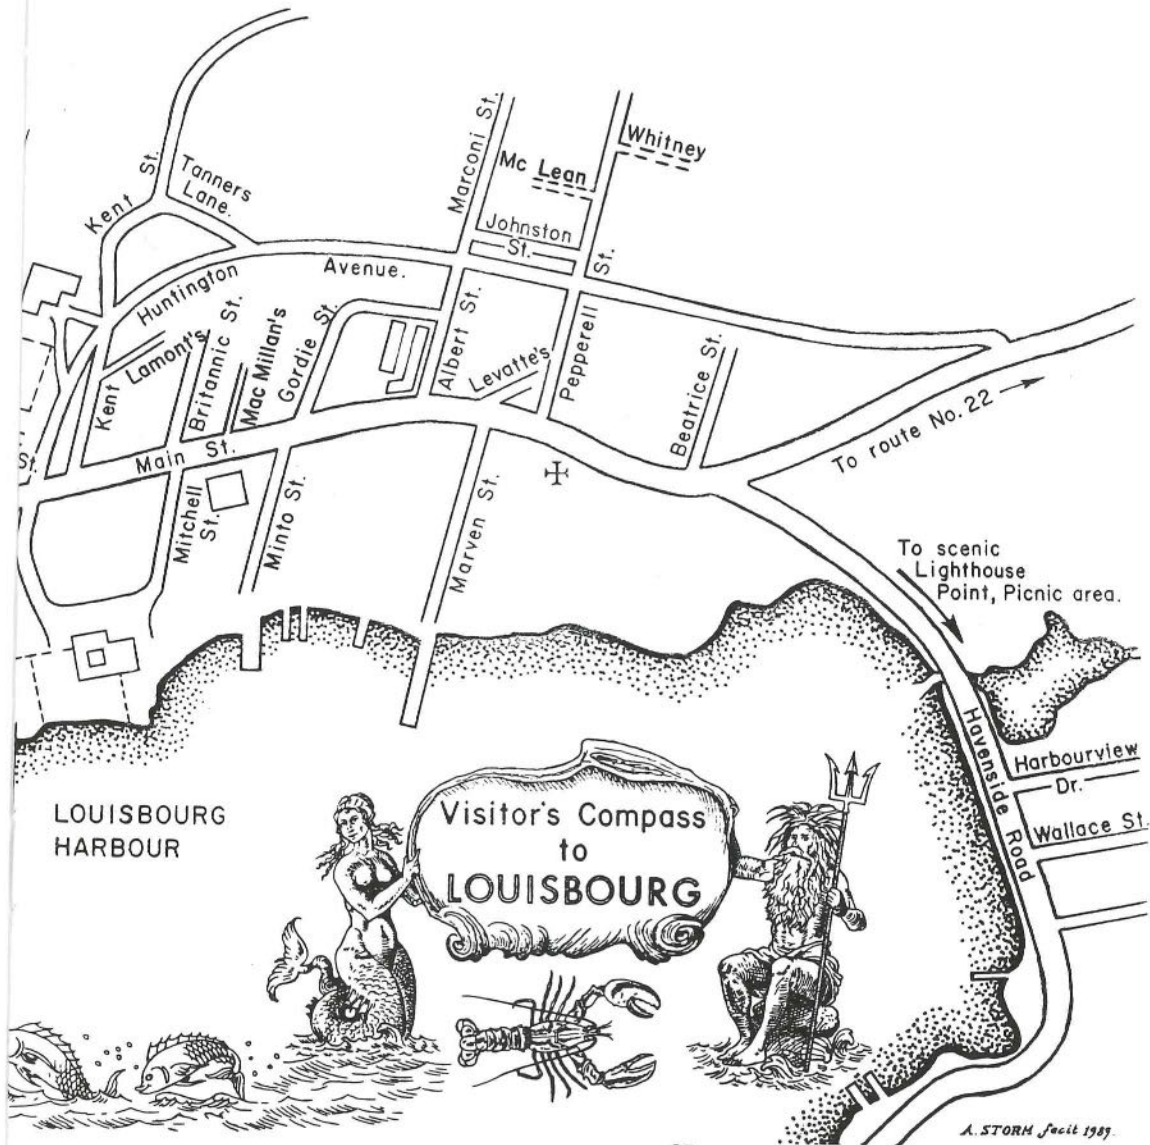 Kent St.
Tanners
Lane.
Marconi St.
Mc Lean
Whitney
Johnston
St.
Pepperell St.
Huntington Avenue.
Lamont's
Britannic St.
Mac Millan's
Gordie St.
Albert St.
Levatte's
Beatrice St.
Kent
St.
Main St.
To route No. 22
Mitchell
St.
Minto St.
Marven St.
To scenic
Lighthouse
Point, Picnic area.
Havenside Road
Harbourview
Dr.
Wallace St.
LOUISBOURG
HARBOUR
Visitor's Compass
to
LOUISBOURG
A. STORM facit 1989.